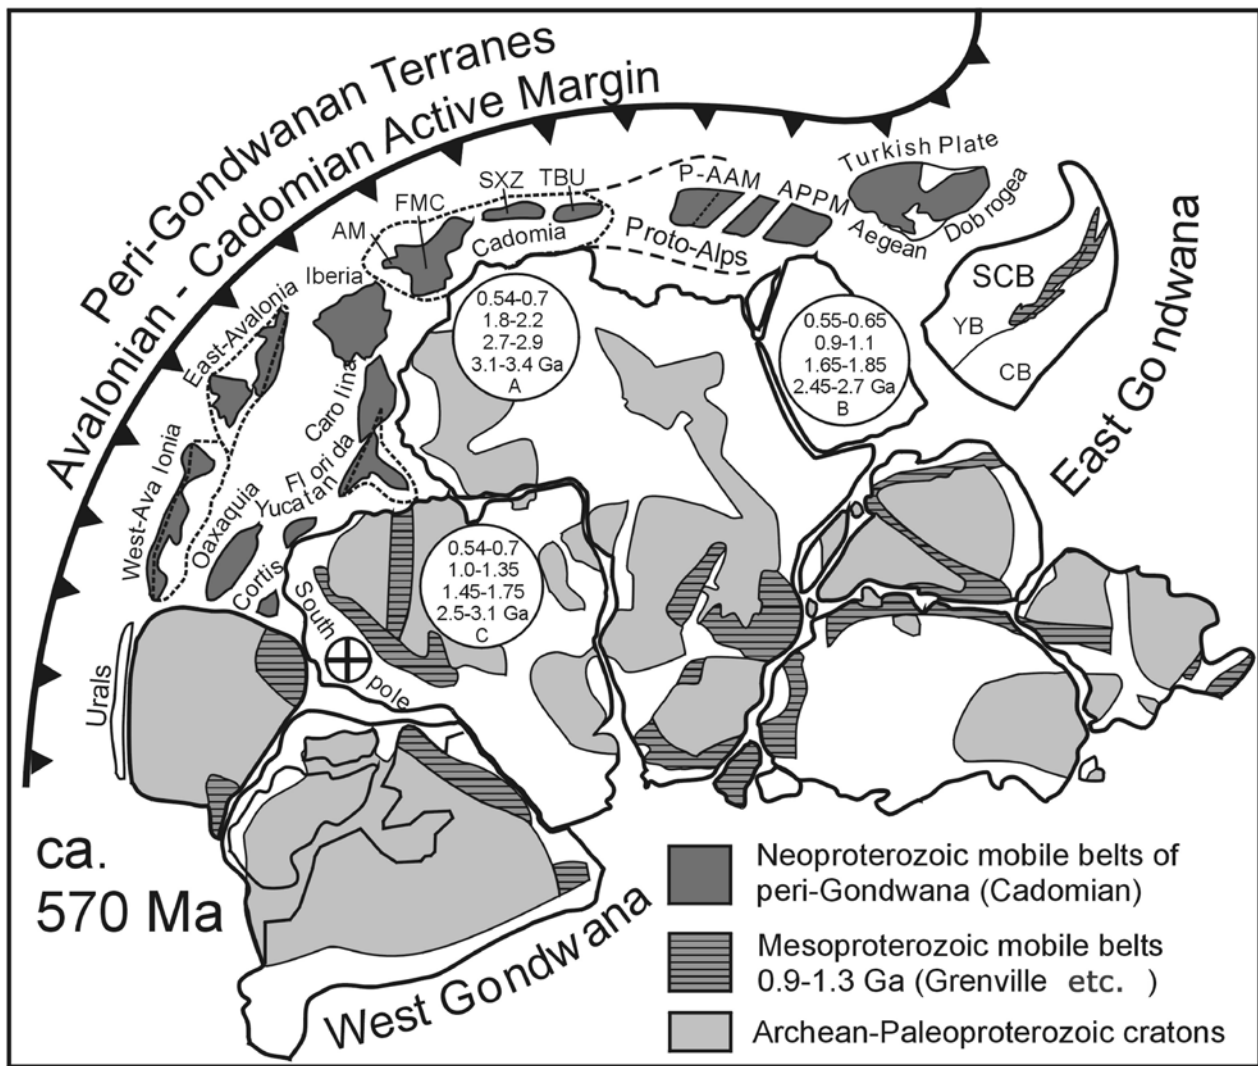 Peri-Gondwanan Terranes
Avalonian - Cadomian Active Margin
East Gondwana
West Gondwana
Turkish Plate
Dobrogea
Aegean
P-AAM
APPM
Proto-Alps
SXZ
TBU
FMC
AM
Cadomia
Iberia
East-Avalonia
Carolina
Florida
Yucatan
West-Avalonia
Oaxaquia
Cortis
Urals
South
pole
SCB
YB
CB
0.54-0.7
1.8-2.2
2.7-2.9
3.1-3.4 Ga
A
0.55-0.65
0.9-1.1
1.65-1.85
2.45-2.7 Ga
B
0.54-0.7
1.0-1.35
1.45-1.75
2.5-3.1 Ga
C
ca.
570 Ma
Neoproterozoic mobile belts of
peri-Gondwana (Cadomian)
Mesoproterozoic mobile belts
0.9-1.3 Ga (Grenville etc. )
Archean-Paleoproterozoic cratons